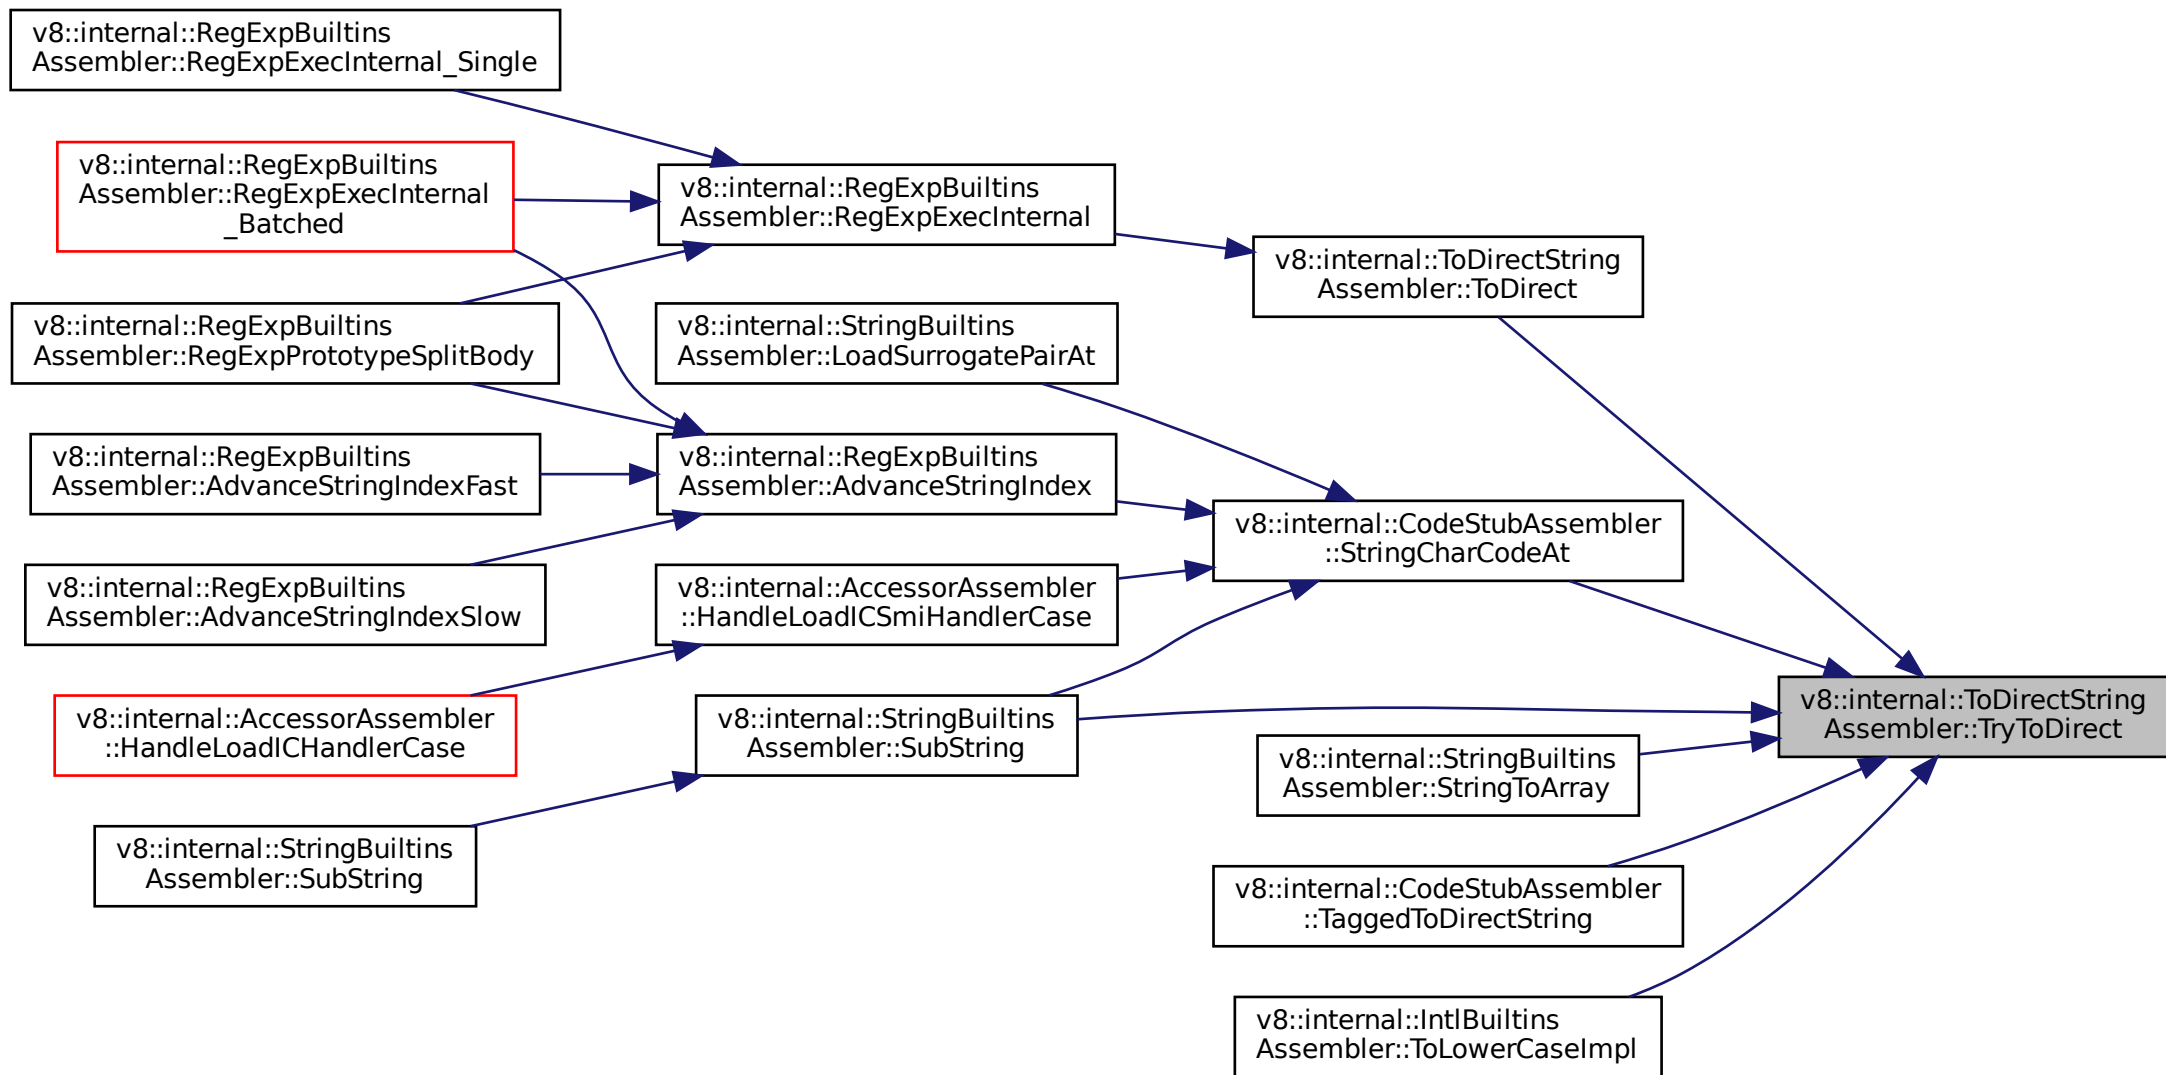 v8::internal::RegExpBuiltins
Assembler::RegExpExecInternal_Single
v8::internal::RegExpBuiltins
Assembler::RegExpExecInternal
_Batched
v8::internal::RegExpBuiltins
Assembler::RegExpExecInternal
v8::internal::ToDirectString
Assembler::ToDirect
v8::internal::RegExpBuiltins
Assembler::RegExpPrototypeSplitBody
v8::internal::StringBuiltins
Assembler::LoadSurrogatePairAt
v8::internal::RegExpBuiltins
Assembler::AdvanceStringIndexFast
v8::internal::RegExpBuiltins
Assembler::AdvanceStringIndex
v8::internal::CodeStubAssembler
::StringCharCodeAt
v8::internal::RegExpBuiltins
Assembler::AdvanceStringIndexSlow
v8::internal::AccessorAssembler
::HandleLoadICSmiHandlerCase
v8::internal::AccessorAssembler
::HandleLoadICHandlerCase
v8::internal::StringBuiltins
Assembler::SubString
v8::internal::ToDirectString
Assembler::TryToDirect
v8::internal::StringBuiltins
Assembler::StringToArray
v8::internal::StringBuiltins
Assembler::SubString
v8::internal::CodeStubAssembler
::TaggedToDirectString
v8::internal::IntlBuiltins
Assembler::ToLowerCaseImpl